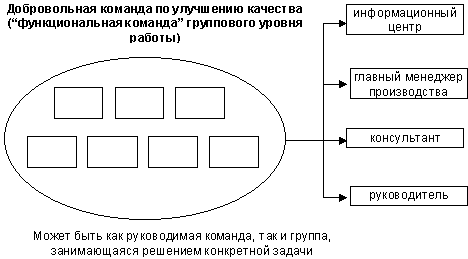 Добровольная команда по улучшению качества
("функциональная команда" группового уровня
работы)
информационный
центр
главный менеджер
производства
консультант
руководитель
Может быть как руководимая команда, так и группа,
занимающаяся решением конкретной задачи